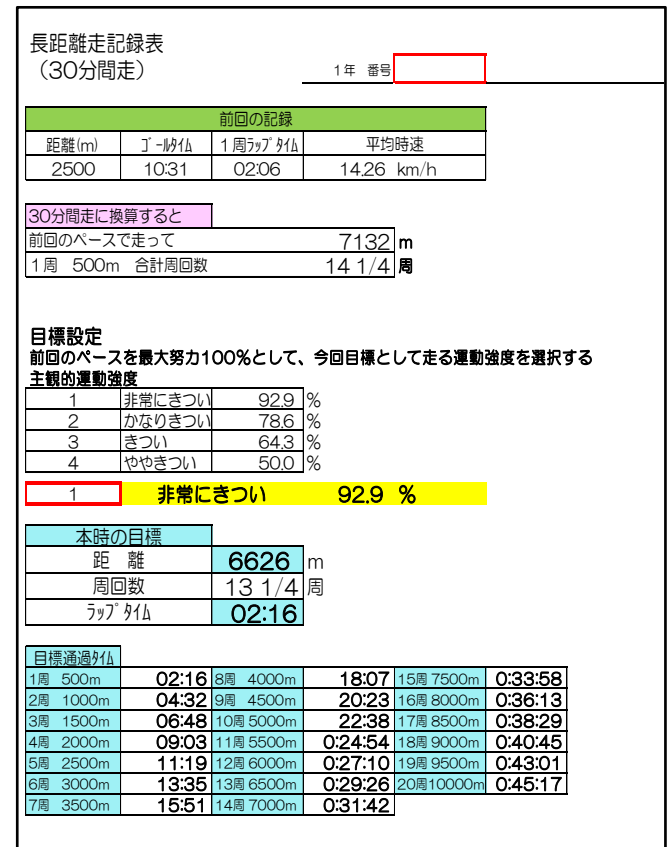 長距離走記録表
（30分間走）
1年 番号
前回の記録
距離(m) ｺﾞｰﾙﾀｲﾑ 1周ﾗｯﾌﾟﾀｲﾑ 平均時速
2500 10:31 02:06 14.26 km/h
30分間走に換算すると
前回のペースで走って 7132 m
1周 500m 合計周回数 14 1/4 周
目標設定
前回のペースを最大努力100％として、今回目標として走る運動強度を選択する
主観的運動強度
1 非常にきつい 92.9 %
2 かなりきつい 78.6 %
3 きつい 64.3 %
4 ややきつい 50.0 %
1 非常にきつい 92.9 %
本時の目標
距 離 6626 m
周回数 13 1/4 周
ﾗｯﾌﾟﾀｲﾑ 02:16
目標通過ﾀｲﾑ
1周 500m 02:16 8周 4000m 18:07 15周 7500m 0:33:58
2周 1000m 04:32 9周 4500m 20:23 16周 8000m 0:36:13
3周 1500m 06:48 10周 5000m 22:38 17周 8500m 0:38:29
4周 2000m 09:03 11周 5500m 0:24:54 18周 9000m 0:40:45
5周 2500m 11:19 12周 6000m 0:27:10 19周 9500m 0:43:01
6周 3000m 13:35 13周 6500m 0:29:26 20周10000m 0:45:17
7周 3500m 15:51 14周 7000m 0:31:42